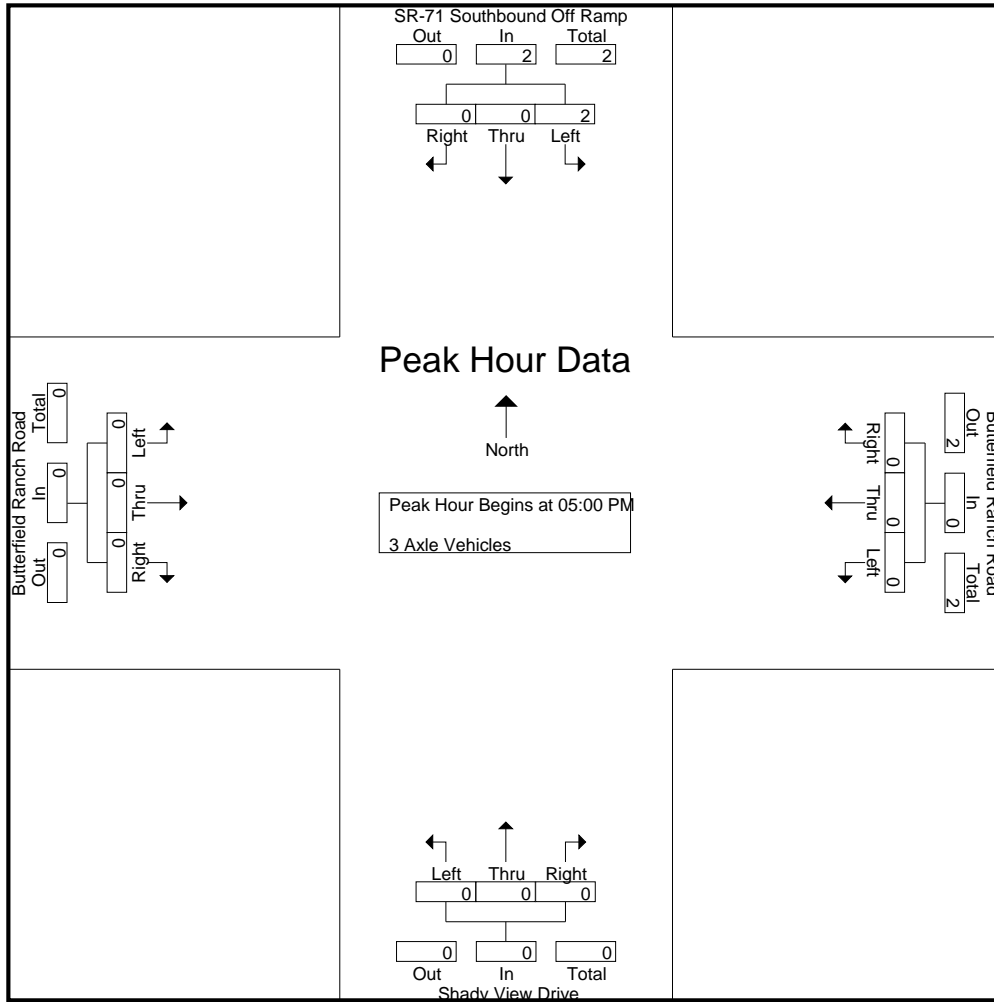 SR-71 Southbound Off Ramp
Out In Total
0 2 2
0 0 2
Right Thru Left
Peak Hour Data
North
Peak Hour Begins at 05:00 PM
3 Axle Vehicles
Butterfield Ranch Road
Total In Out
0 0 0
0 0 0
Left Thru Right
Butterfield Ranch Road
Out In Total
2 0 2
0 0 0
Right Thru Left
Left Thru Right
0 0 0
0 0 0
Out In Total
Shady View Drive